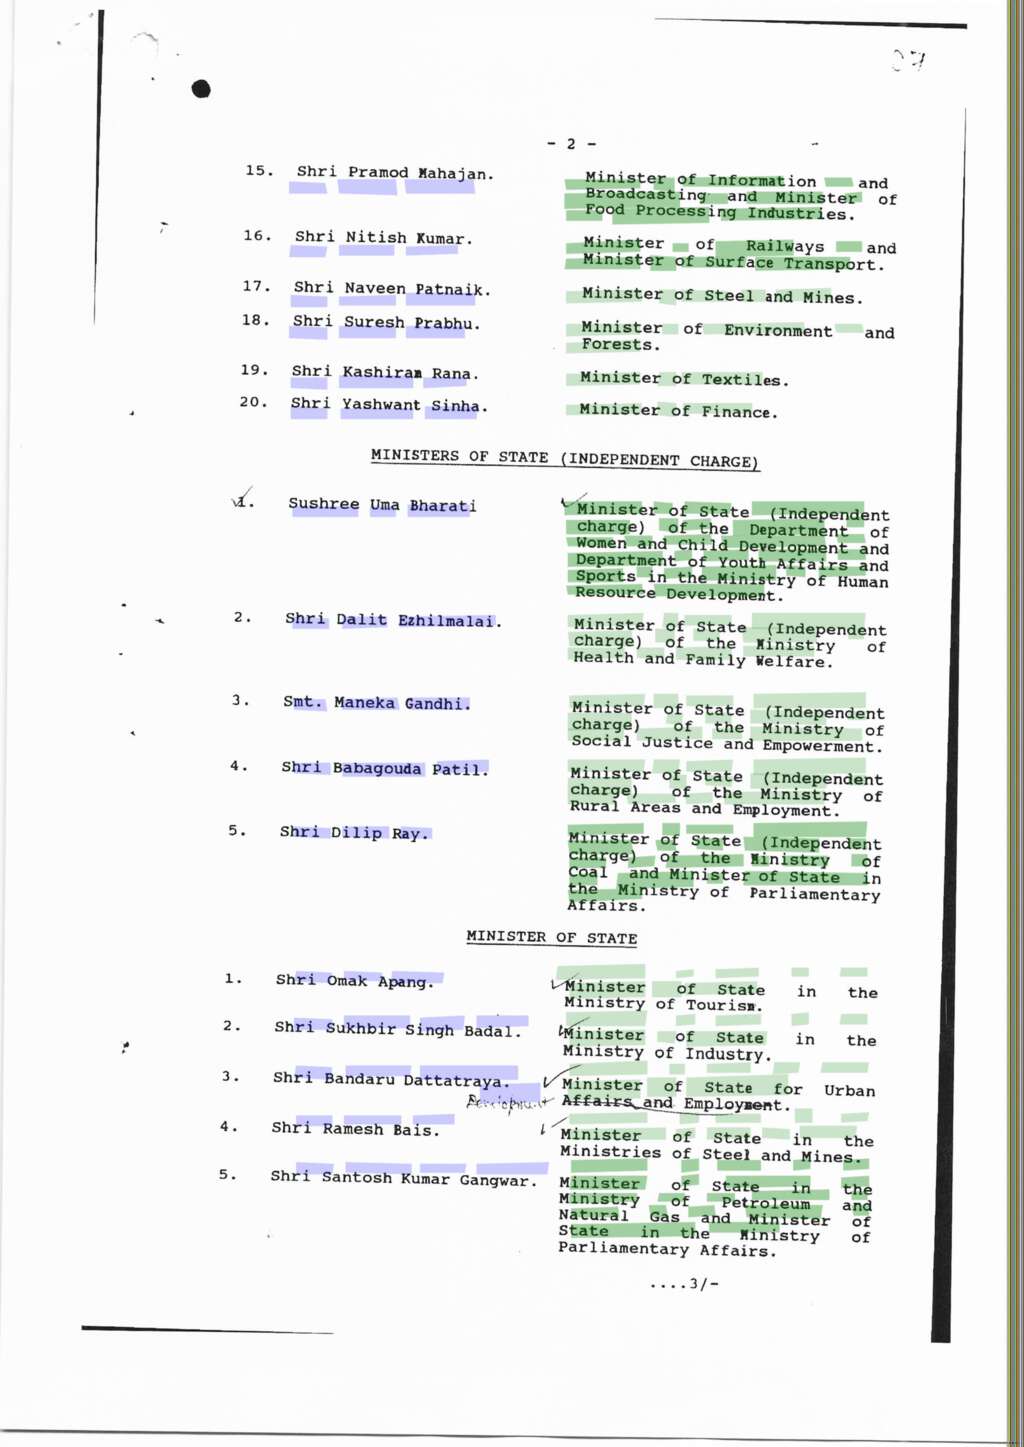 07
- 2 -
15. Shri Pramod Mahajan. Minister of Information and
Broadcasting and Minister of
Food Processing Industries.
16. Shri Nitish Kumar. Minister of Railways and
Minister of Surface Transport.
17. Shri Naveen Patnaik. Minister of Steel and Mines.
18. Shri Suresh Prabhu. Minister of Environment and
Forests.
19. Shri Kashiram Rana. Minister of Textiles.
20. Shri Yashwant Sinha. Minister of Finance.
MINISTERS OF STATE (INDEPENDENT CHARGE)
1. Sushree Uma Bharati Minister of State (Independent
charge) of the Department of
Women and Child Development and
Department of Youth Affairs and
Sports in the Ministry of Human
Resource Development.
2. Shri Dalit Ezhilmalai. Minister of State (Independent
charge) of the Ministry of
Health and Family Welfare.
3. Smt. Maneka Gandhi. Minister of State (Independent
charge) of the Ministry of
Social Justice and Empowerment.
4. Shri Babagouda Patil. Minister of State (Independent
charge) of the Ministry of
Rural Areas and Employment.
5. Shri Dilip Ray. Minister of State (Independent
charge) of the Ministry of
Coal and Minister of State in
the Ministry of Parliamentary
Affairs.
MINISTER OF STATE
1. Shri Omak Apang. Minister of State in the
Ministry of Tourism.
2. Shri Sukhbir Singh Badal. Minister of State in the
Ministry of Industry.
3. Shri Bandaru Dattatraya. Minister of State for Urban
Development Affairs and Employment.
4. Shri Ramesh Bais. Minister of State in the
Ministries of Steel and Mines.
5. Shri Santosh Kumar Gangwar. Minister of State in the
Ministry of Petroleum and
Natural Gas and Minister of
State in the Ministry of
Parliamentary Affairs.
....3/-